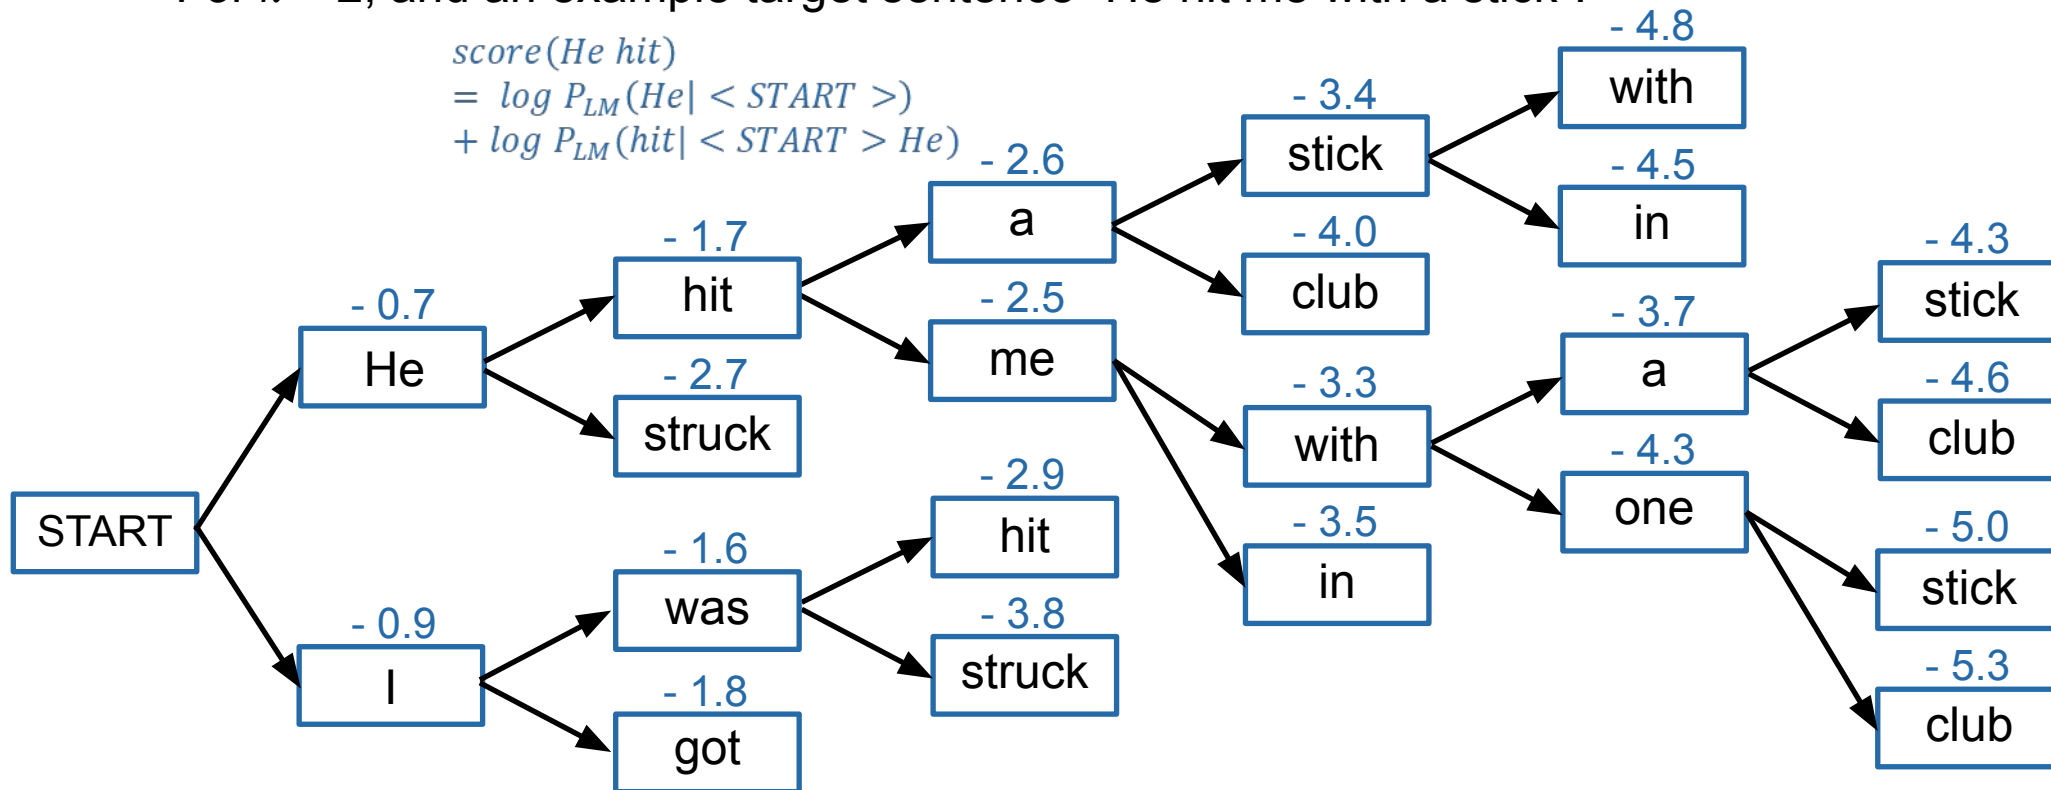 score(He hit)
= log P_LM(He| < START >)
+ log P_LM(hit| < START > He)
START
- 0.7
He
- 0.9
I
- 1.7
hit
- 2.7
struck
- 1.6
was
- 1.8
got
- 2.6
a
- 2.5
me
- 2.9
hit
- 3.8
struck
- 3.4
stick
- 4.0
club
- 3.3
with
- 3.5
in
- 4.8
with
- 4.5
in
- 3.7
a
- 4.3
one
- 4.3
stick
- 4.6
club
- 5.0
stick
- 5.3
club